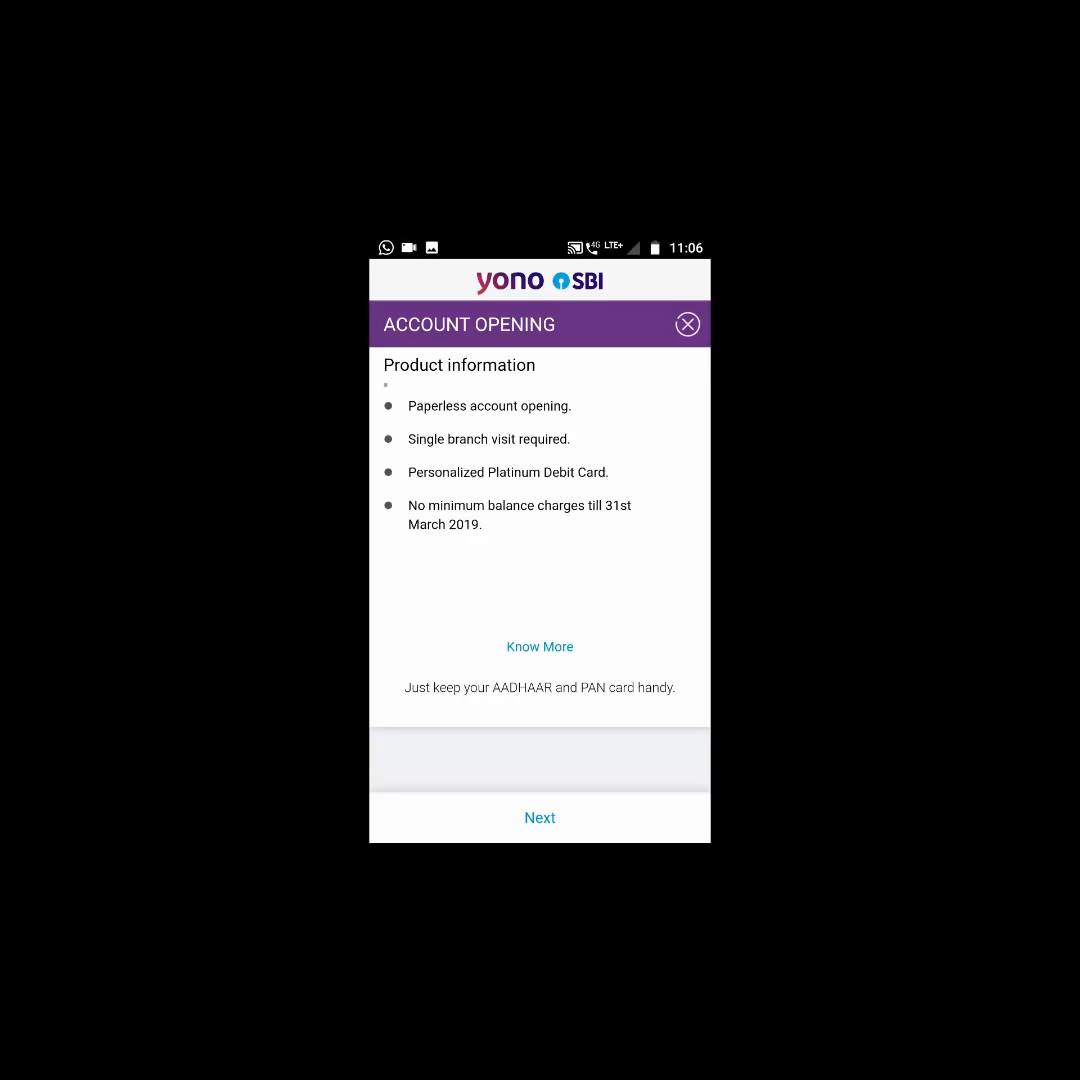 4G LTE+ 11:06
yono SBI
ACCOUNT OPENING
Product information
Paperless account opening.
Single branch visit required.
Personalized Platinum Debit Card.
No minimum balance charges till 31st
March 2019.
Know More
Just keep your AADHAAR and PAN card handy.
Next